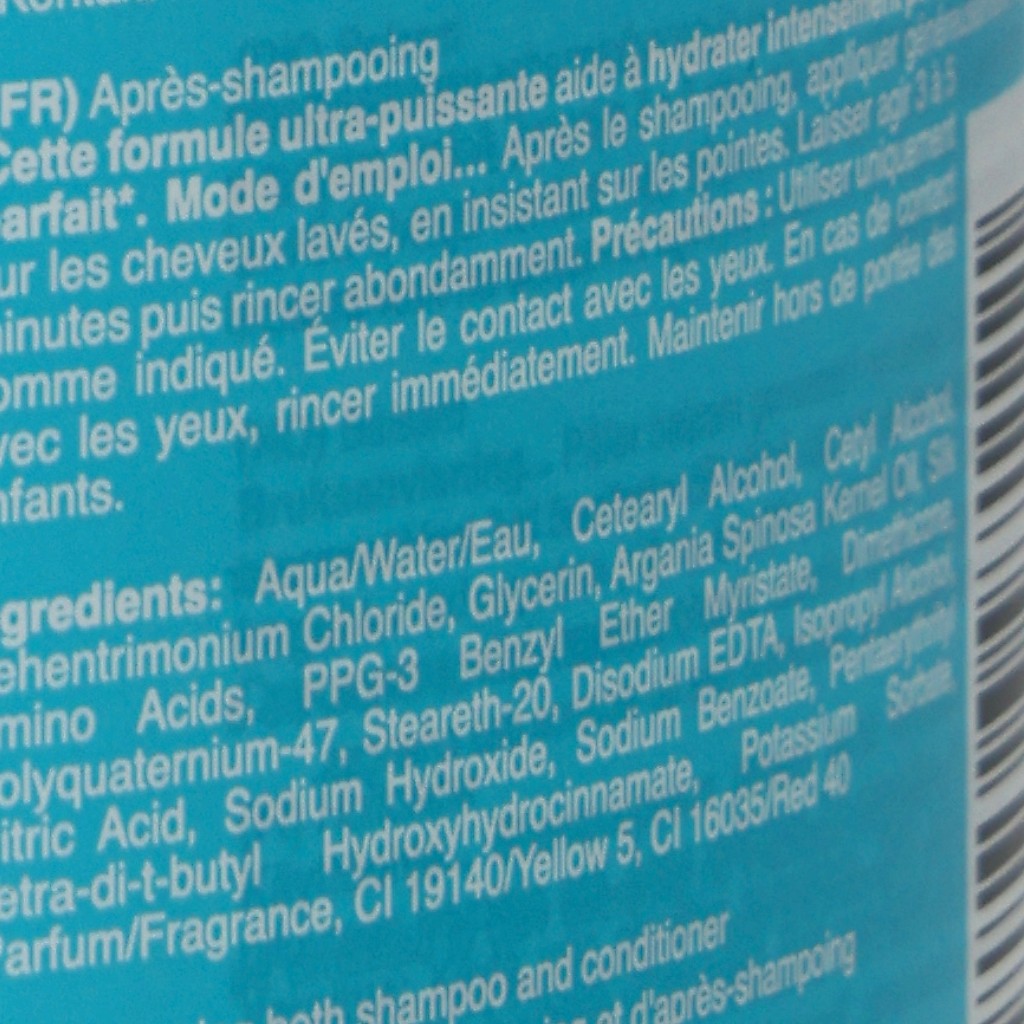 (FR) Après-shampooing
Cette formule ultra-puissante aide à hydrater intensément
arfait*. Mode d'emploi... Après le shampooing, appliquer
ur les cheveux lavés, en insistant sur les pointes. Laisser agir 3 à 5
inutes puis rincer abondamment. Précautions : Utiliser uniquement
omme indiqué. Éviter le contact avec les yeux. En cas de contact
vec les yeux, rincer immédiatement. Maintenir hors de portée des
nfants.
gredients: Aqua/Water/Eau, Cetearyl Alcohol, Cetyl Alcohol,
ehentrimonium Chloride, Glycerin, Argania Spinosa Kernel Oil, Silk
mino Acids, PPG-3 Benzyl Ether Myristate, Dimethicone,
olyquaternium-47, Steareth-20, Disodium EDTA, Isopropyl Alcohol,
itric Acid, Sodium Hydroxide, Sodium Benzoate, Pentaerythrityl
etra-di-t-butyl Hydroxyhydrocinnamate, Potassium Sorbate,
Parfum/Fragrance, CI 19140/Yellow 5, CI 16035/Red 40
both shampoo and conditioner
et d'après-shampoing